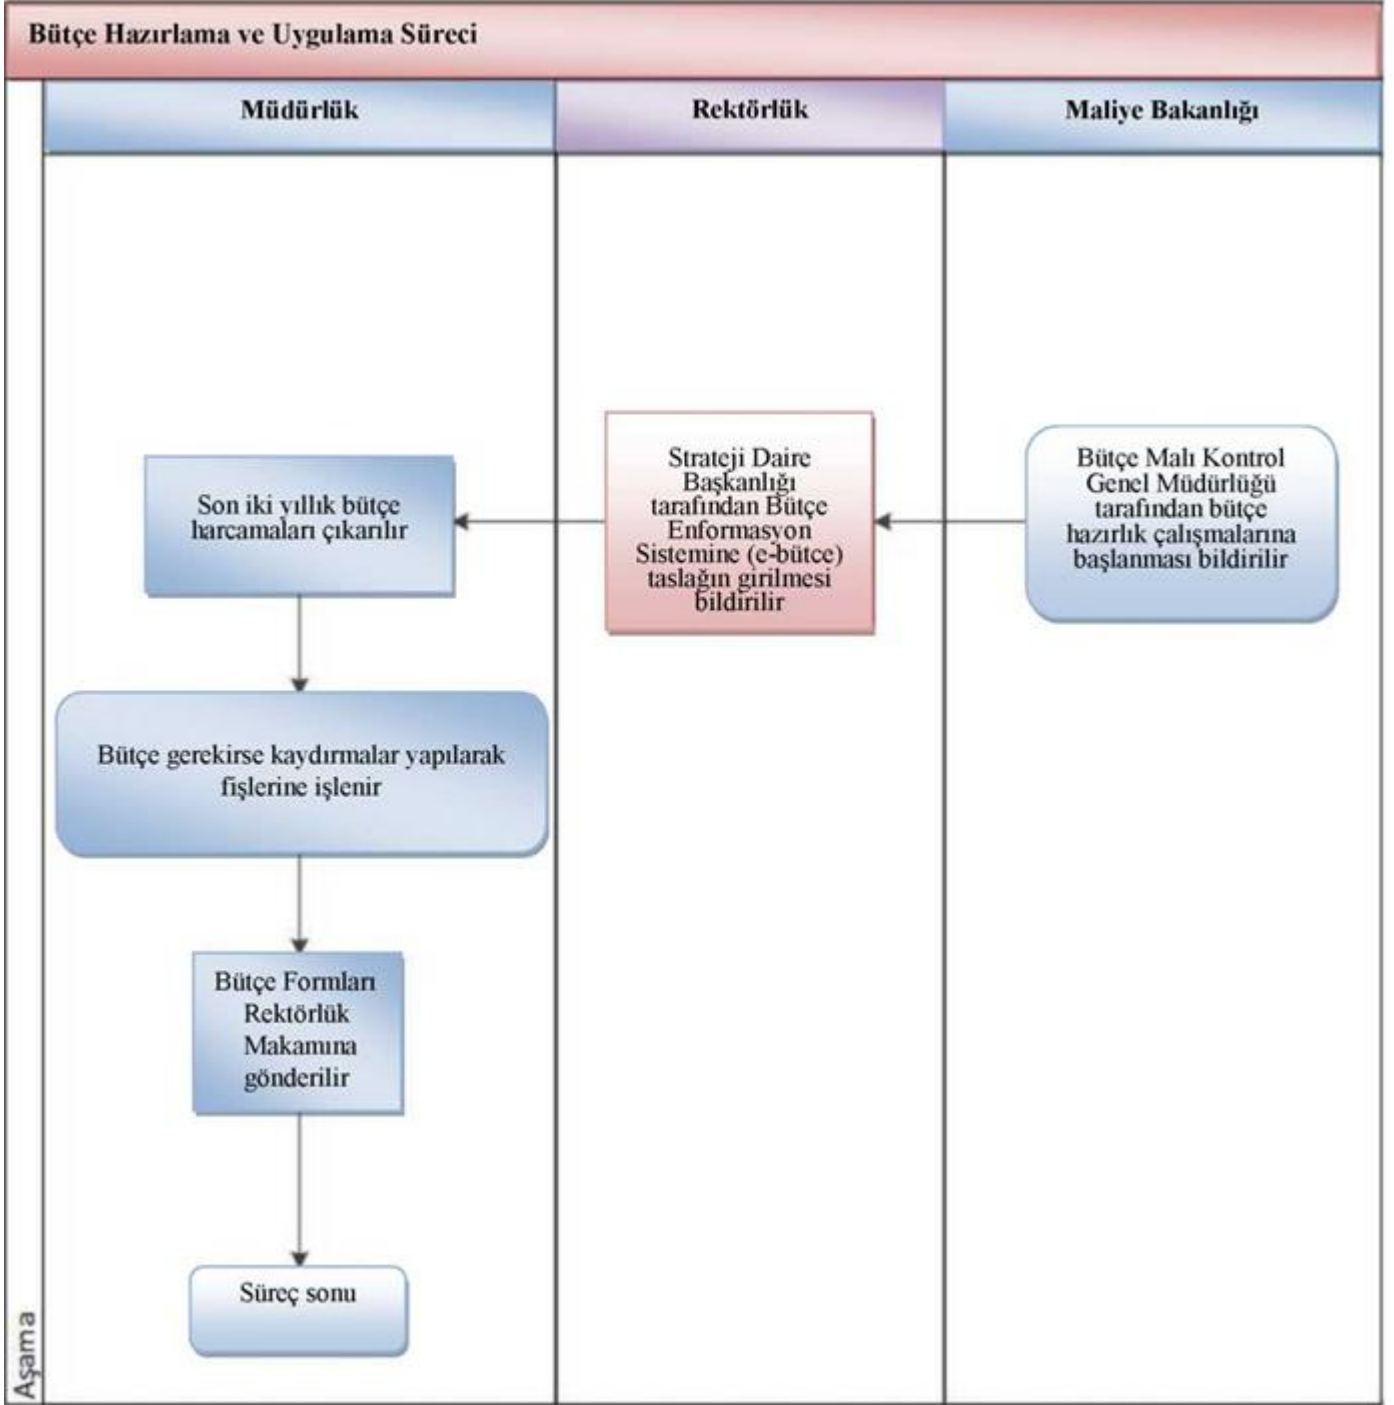 Bütçe Hazırlama ve Uygulama Süreci
Müdürlük
Rektörlük
Maliye Bakanlığı
Son iki yıllık bütçe
harcamaları çıkarılır
Strateji Daire
Başkanlığı
tarafından Bütçe
Enformasyon
Sistemine (e-bütce)
taslağın girilmesi
bildirilir
Bütçe Malı Kontrol
Genel Müdürlüğü
tarafından bütçe
hazırlık çalışmalarına
başlanması bildirilir
Bütçe gerekirse kaydırmalar yapılarak
fişlerine işlenir
Bütçe Formları
Rektörlük
Makamına
gönderilir
Süreç sonu
Aşama